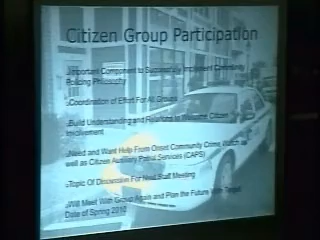 Citizen Group Participation
Important Component to Successfully Implement Community
Policing Philosophy
Coordination of Effort For All Groups
Build Understanding and Relations to Welcome Citizen
Involvement
Need and Want Help From Onset Community Crime Watch as
well as Citizen Auxiliary Patrol Services (CAPS)
Topic Of Discussion For Next Staff Meeting
Will Meet With Group Again and Plan the Future With Target
Date of Spring 2010